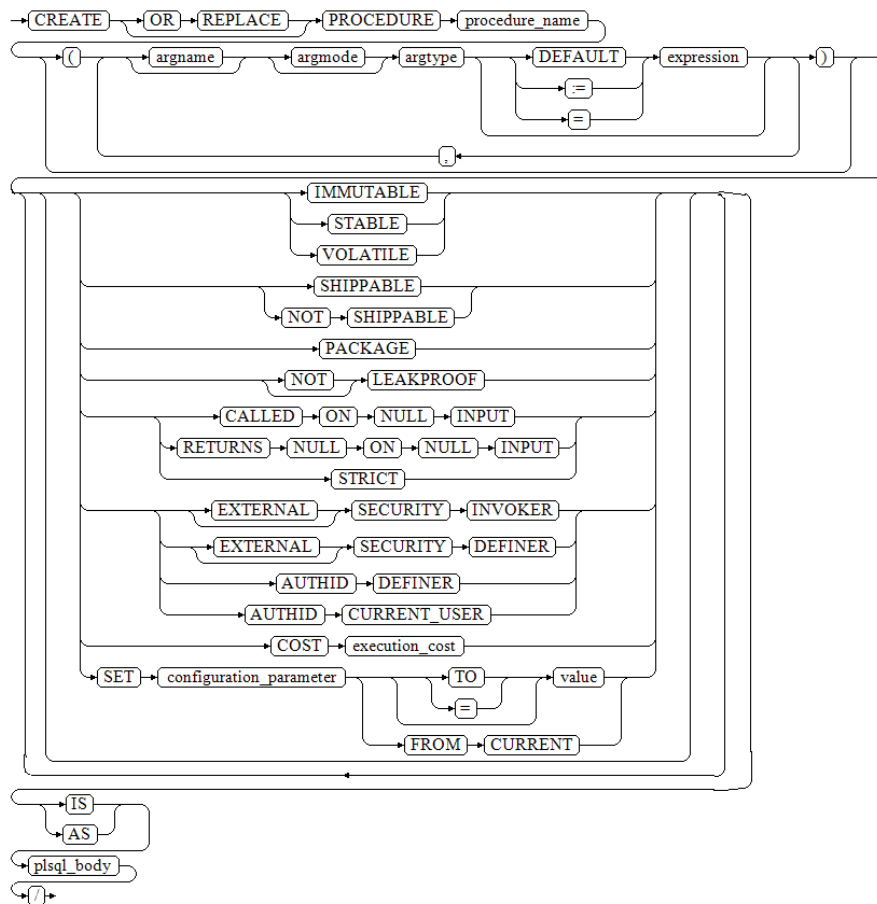 CREATE OR REPLACE PROCEDURE procedure_name
( argname argmode argtype DEFAULT expression )
:=
=
,
IMMUTABLE
STABLE
VOLATILE
SHIPPABLE
NOT SHIPPABLE
PACKAGE
NOT LEAKPROOF
CALLED ON NULL INPUT
RETURNS NULL ON NULL INPUT
STRICT
EXTERNAL SECURITY INVOKER
EXTERNAL SECURITY DEFINER
AUTHID DEFINER
AUTHID CURRENT_USER
COST execution_cost
SET configuration_parameter TO value
=
FROM CURRENT
IS
AS
plsql_body
/